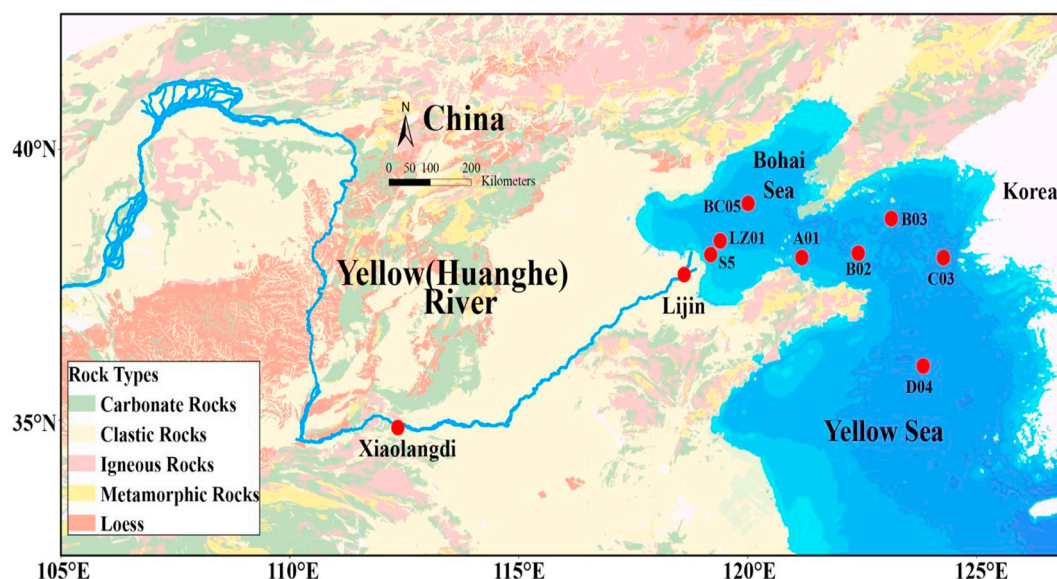 N
China
0 50 100 200
Kilometers
40°N
Bohai
Sea
Korea
BC05
B03
LZ01
A01
S5
B02
C03
Yellow(Huanghe)
River
Lijin
D04
Rock Types
Carbonate Rocks
Clastic Rocks
Igneous Rocks
Metamorphic Rocks
Loess
35°N
Xiaolangdi
Yellow Sea
105°E 110°E 115°E 120°E 125°E